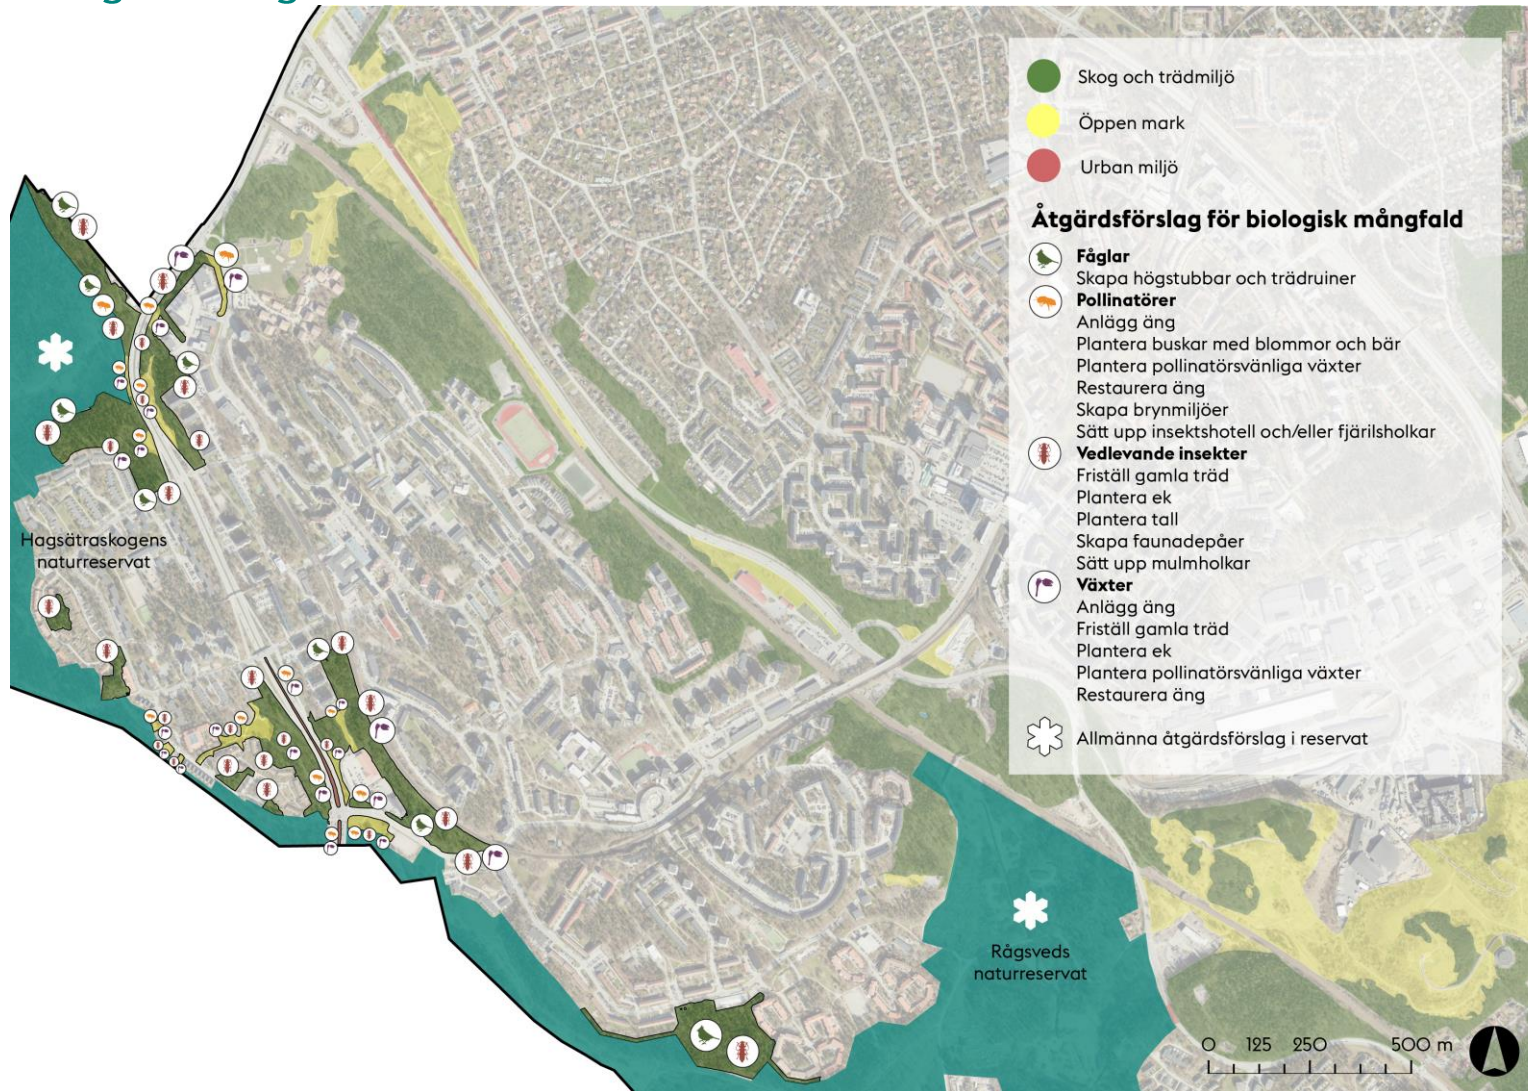 Skog och trädmiljö
Öppen mark
Urban miljö
Åtgärdsförslag för biologisk mångfald
Fåglar
Skapa högstubbar och trädruiner
Pollinatörer
Anlägg äng
Plantera buskar med blommor och bär
Plantera pollinatörsvänliga växter
Restaurera äng
Skapa brynmiljöer
Sätt upp insektshotell och/eller fjärilsholkar
Vedlevande insekter
Friställ gamla träd
Plantera ek
Plantera tall
Skapa faunadepåer
Sätt upp mulmholkar
Växter
Anlägg äng
Friställ gamla träd
Plantera ek
Plantera pollinatörsvänliga växter
Restaurera äng
Allmänna åtgärdsförslag i reservat
Hagsätraskogens
naturreservat
Rågsveds
naturreservat
0 125 250 500 m